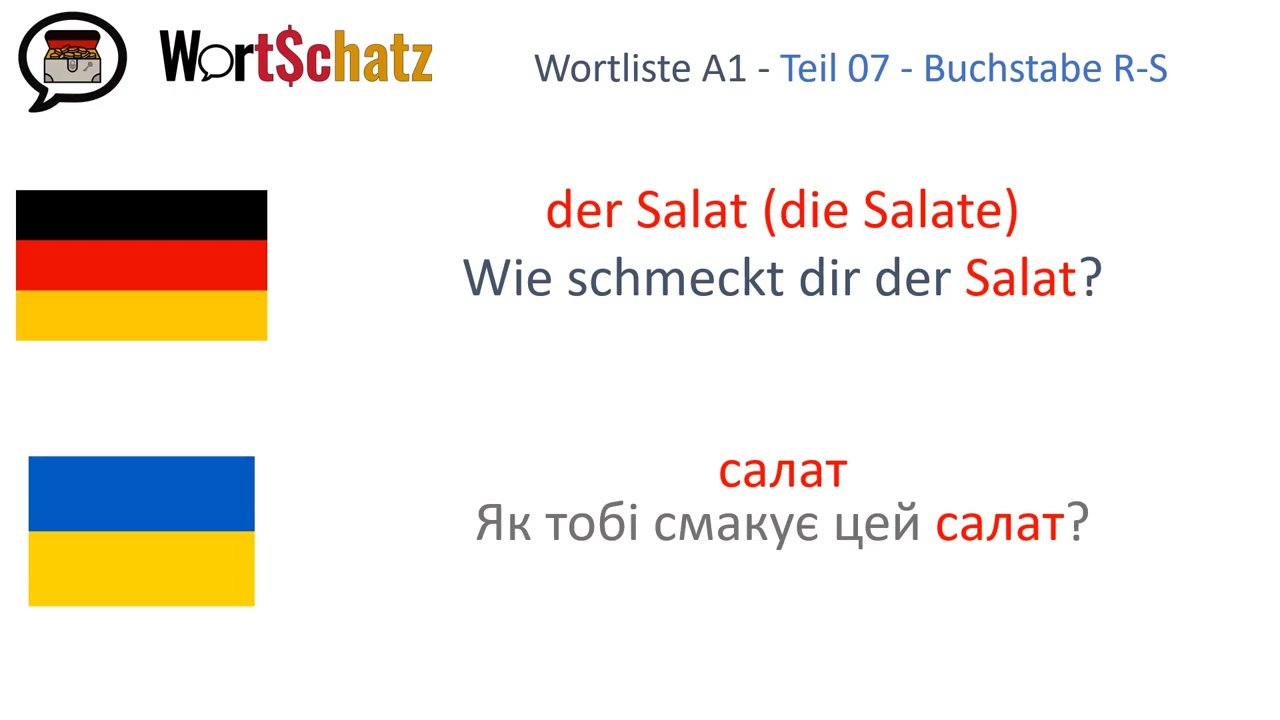 Wort$chatz
Wortliste A1 - Teil 07 - Buchstabe R-S
der Salat (die Salate)
Wie schmeckt dir der Salat?
салат
Як тобі смакує цей салат?